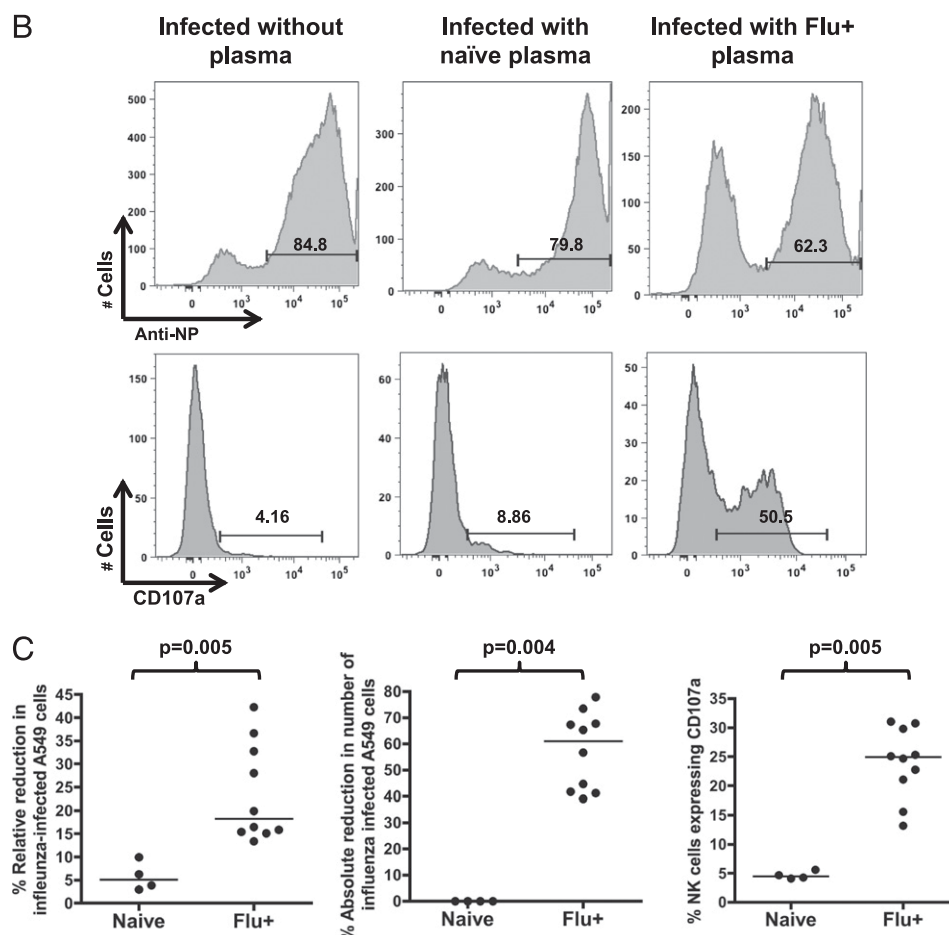 B
Infected without
plasma
Infected with
naïve plasma
Infected with Flu+
plasma
500
400
300
200
100
0
84.8
0 10³ 10⁴ 10⁵
300
200
100
0
79.8
0 10³ 10⁴ 10⁵
200
150
100
50
0
62.3
0 10³ 10⁴ 10⁵
# Cells
Anti-NP
150
100
50
0
4.16
0 10³ 10⁴ 10⁵
60
40
20
0
8.86
0 10³ 10⁴ 10⁵
50
40
30
20
10
0
50.5
0 10³ 10⁴ 10⁵
# Cells
CD107a
C
p=0.005
% Relative reduction in
infleunza-infected A549 cells
45
40
35
30
25
20
15
10
5
0
Naive Flu+
p=0.004
% Absolute reduction in number of
influenza infected A549 cells
80
70
60
50
40
30
20
10
0
Naive Flu+
p=0.005
% NK cells expressing CD107a
35
30
25
20
15
10
5
0
Naive Flu+